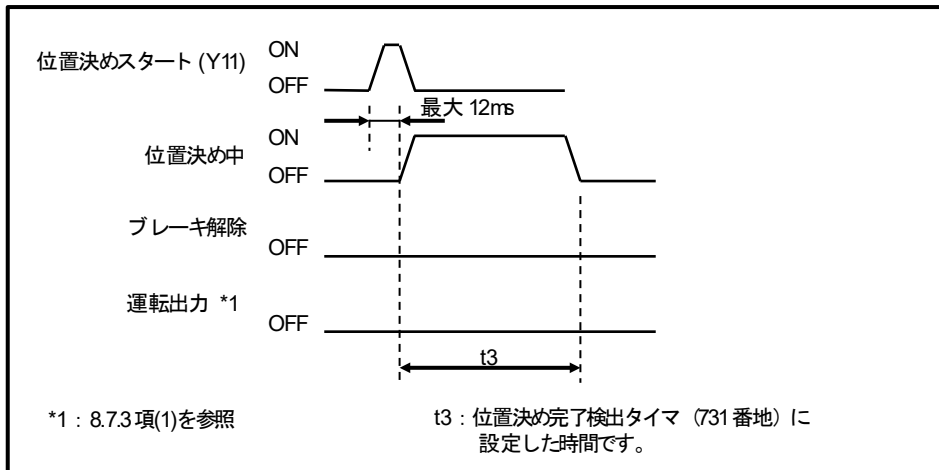 位置決めスタート (Y11)
ON
OFF
最大 12ms
位置決め中
ON
OFF
ブレーキ解除
OFF
運転出力 *1
OFF
t3
*1 : 8.7.3 項(1)を参照
t3 : 位置決め完了検出タイマ (731 番地) に
設定した時間です。